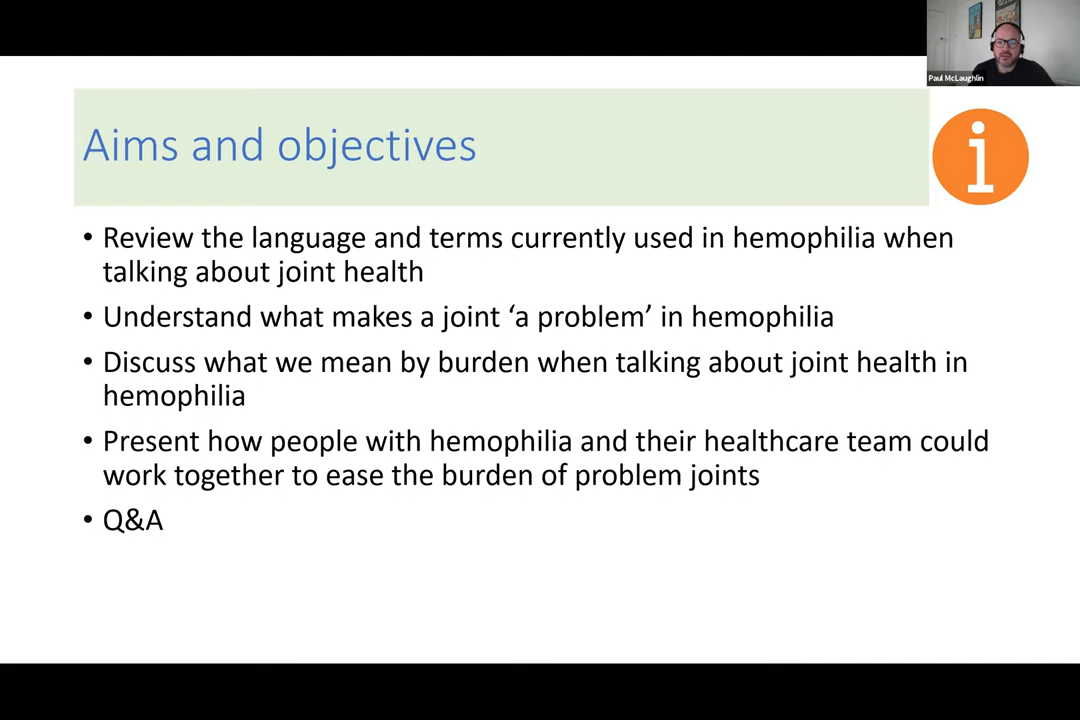 Paul McLaughlin
Aims and objectives
i
• Review the language and terms currently used in hemophilia when
talking about joint health
• Understand what makes a joint ‘a problem’ in hemophilia
• Discuss what we mean by burden when talking about joint health in
hemophilia
• Present how people with hemophilia and their healthcare team could
work together to ease the burden of problem joints
• Q&A